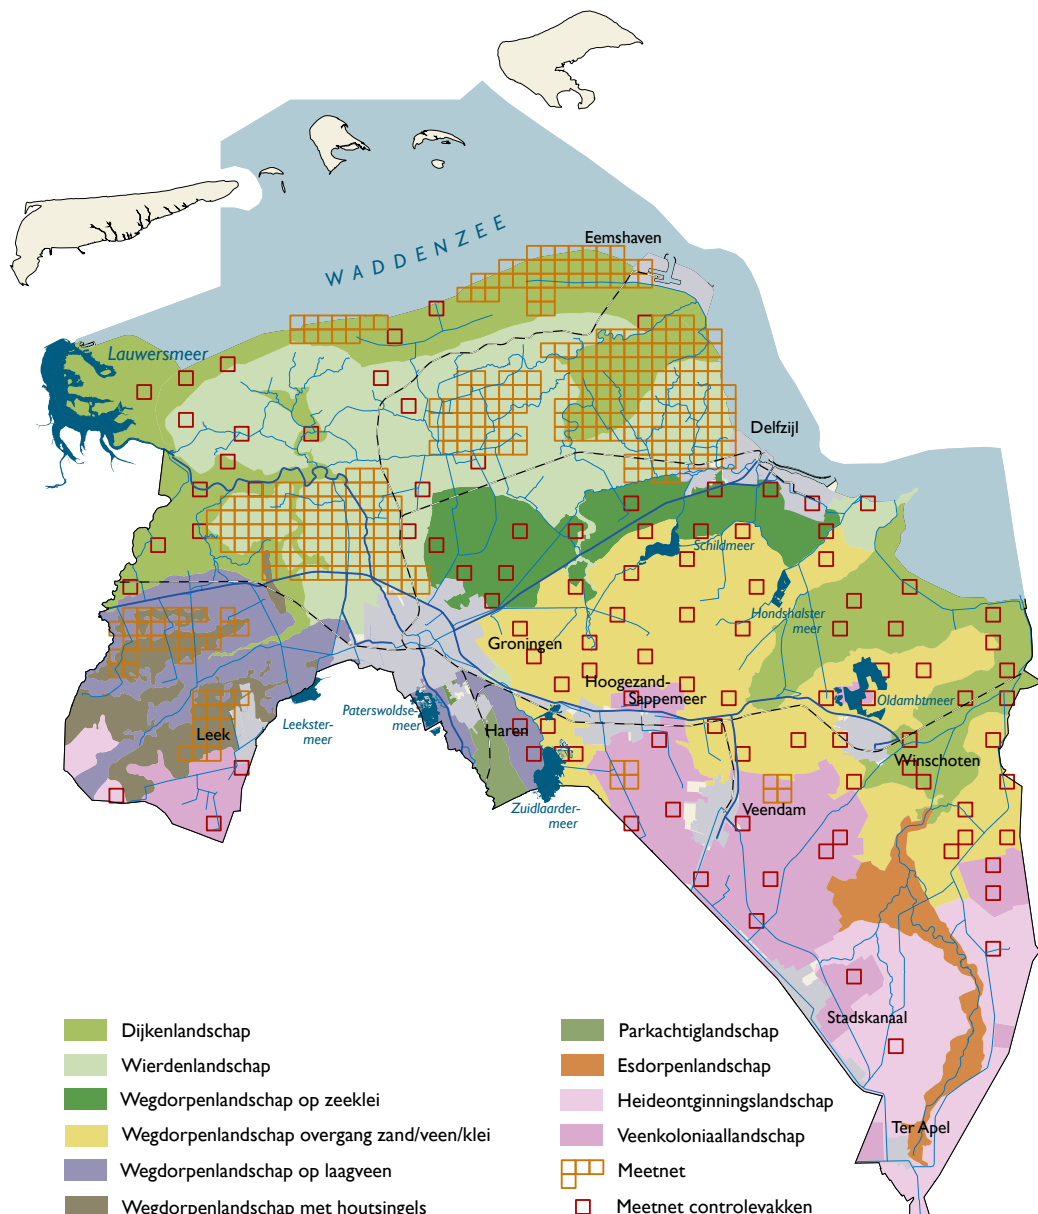 Eemshaven
WADDENZEE
Lauwersmeer
Delfzijl
Schildmeer
Hondshalster
meer
Groningen
Hoogezand-
Sappemeer
Oldambtmeer
Paterswoldse-
meer
Leekster-
meer
Leek
Haren
Winschoten
Zuidlaarder-
meer
Veendam
Stadskanaal
Ter Apel
Dijkenlandschap
Wierdenlandschap
Wegdorpenlandschap op zeeklei
Wegdorpenlandschap overgang zand/veen/klei
Wegdorpenlandschap op laagveen
Wegdorpenlandschap met houtsingels
Parkachtiglandschap
Esdorpenlandschap
Heideontginningslandschap
Veenkoloniaallandschap
Meetnet
Meetnet controlevakken